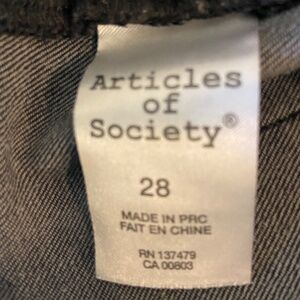 Articles
of
Society®
28
MADE IN PRC
FAIT EN CHINE
RN 137479
CA 00803